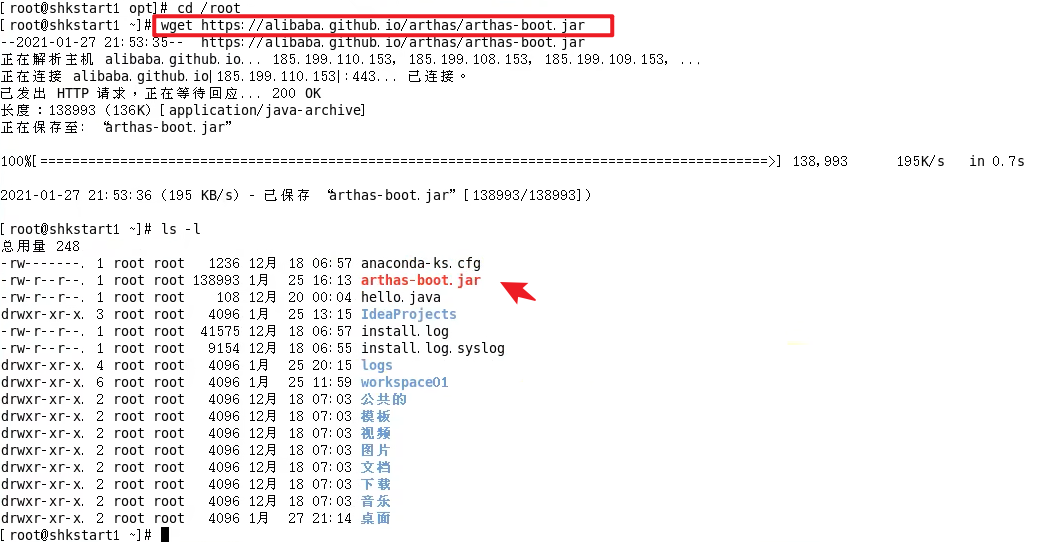 [root@shkstart1 opt]# cd /root
[root@shkstart1 ~]# wget https://alibaba.github.io/arthas/arthas-boot.jar
--2021-01-27 21:53:35--  https://alibaba.github.io/arthas/arthas-boot.jar
正在解析主机 alibaba.github.io... 185.199.110.153, 185.199.108.153, 185.199.109.153, ...
正在连接 alibaba.github.io|185.199.110.153|:443... 已连接。
已发出 HTTP 请求，正在等待回应... 200 OK
长度：138993 (136K) [application/java-archive]
正在保存至: “arthas-boot.jar”
100%[===========================================================================================>] 138,993      195K/s   in 0.7s
2021-01-27 21:53:36 (195 KB/s) - 已保存 “arthas-boot.jar” [138993/138993])
[root@shkstart1 ~]# ls -l
总用量 248
-rw-------. 1 root root   1236 12月 18 06:57 anaconda-ks.cfg
-rw-r--r--. 1 root root 138993 1月  25 16:13 arthas-boot.jar
-rw-r--r--. 1 root root    108 12月 20 00:04 hello.java
drwxr-xr-x. 3 root root   4096 1月  25 13:15 IdeaProjects
-rw-r--r--. 1 root root  41575 12月 18 06:57 install.log
-rw-r--r--. 1 root root   9154 12月 18 06:55 install.log.syslog
drwxr-xr-x. 4 root root   4096 1月  25 20:15 logs
drwxr-xr-x. 6 root root   4096 1月  25 11:59 workspace01
drwxr-xr-x. 2 root root   4096 12月 18 07:03 公共的
drwxr-xr-x. 2 root root   4096 12月 18 07:03 模板
drwxr-xr-x. 2 root root   4096 12月 18 07:03 视频
drwxr-xr-x. 2 root root   4096 12月 18 07:03 图片
drwxr-xr-x. 2 root root   4096 12月 18 07:03 文档
drwxr-xr-x. 2 root root   4096 12月 18 07:03 下载
drwxr-xr-x. 2 root root   4096 12月 18 07:03 音乐
drwxr-xr-x. 2 root root   4096 1月  27 21:14 桌面
[root@shkstart1 ~]#